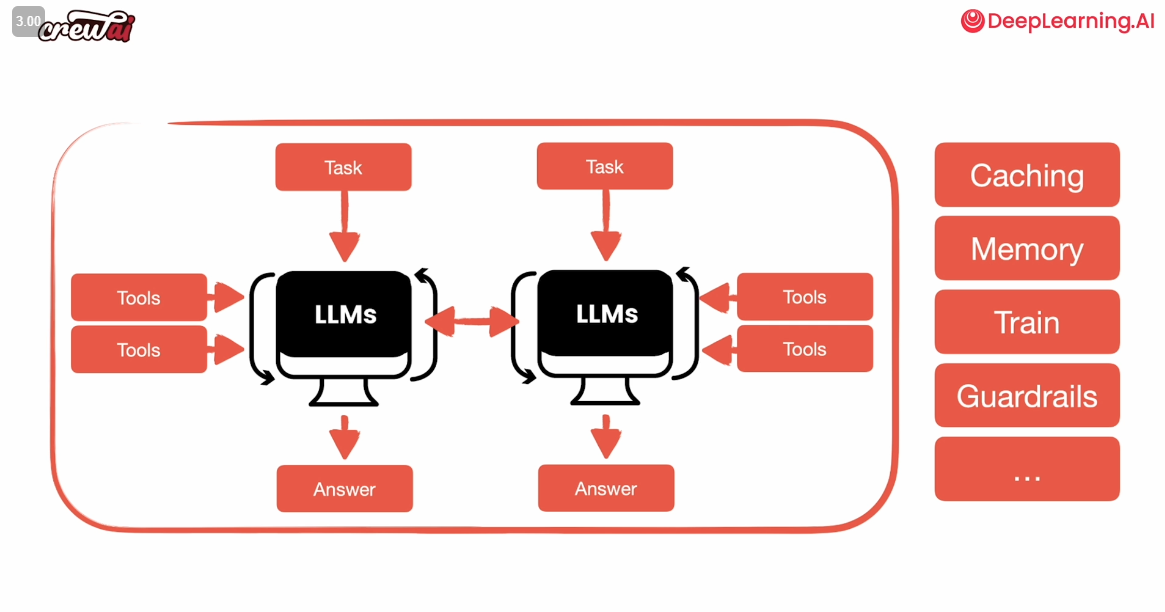 3.00
crewai
DeepLearning.AI
Task
Task
Caching
Memory
Train
Guardrails
...
Tools
Tools
LLMs
LLMs
Tools
Tools
Answer
Answer